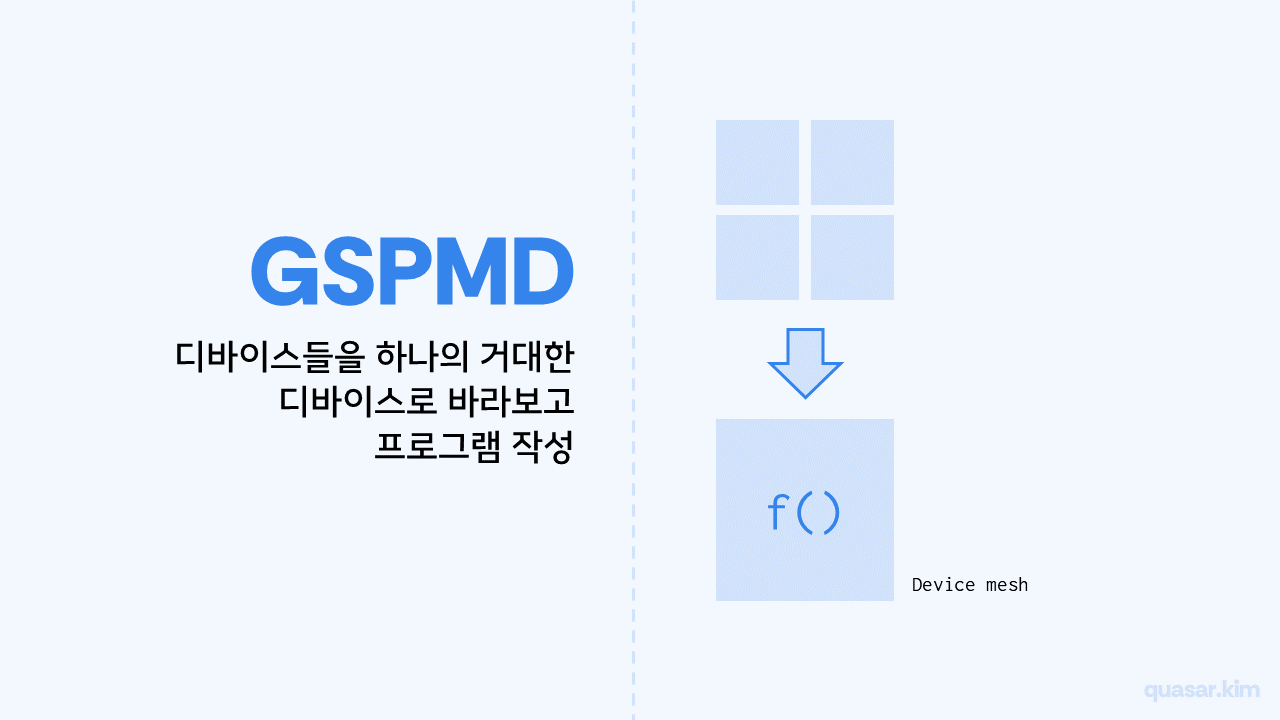 GSPMD
디바이스들을 하나의 거대한
디바이스로 바라보고
프로그램 작성
f()
Device mesh
quasar.kim